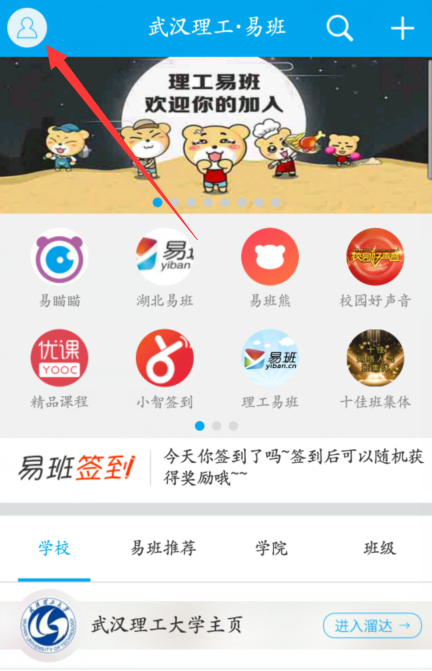 武汉理工·易班
理工易班
欢迎你的加入
易班
yiban
易瞄瞄
湖北易班
易班熊
校园好声音
优课
YOOC
易班
yiban.cn
十佳
精品课程
小智签到
理工易班
十佳班集体
易班签到
今天你签到了吗~签到后可以随机获
得奖励哦~~
学校
易班推荐
学院
班级
武汉理工大学主页
进入溜达 →